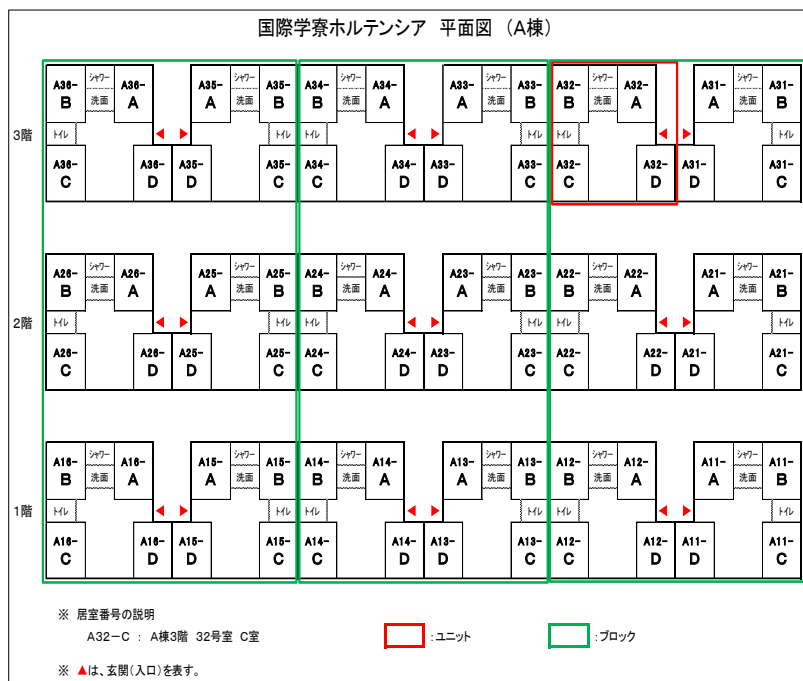 国際学寮ホルテンシア 平面図 (A棟)
A36- A36- シャワー A35- シャワー A35- A34- シャワー A34- A33- シャワー A33- A32- シャワー A32- A31- シャワー A31-
B 洗面 A A 洗面 B B 洗面 A A 洗面 B B 洗面 A A 洗面 B
3階 トイレ トイレ トイレ トイレ トイレ トイレ
A36- A36- A35- A35- A34- A34- A33- A33- A32- A32- A31- A31-
C D D C C D D C C D D C
A26- シャワー A26- A25- シャワー A25- A24- シャワー A24- A23- シャワー A23- A22- シャワー A22- A21- シャワー A21-
B 洗面 A A 洗面 B B 洗面 A A 洗面 B B 洗面 A A 洗面 B
2階 トイレ トイレ トイレ トイレ トイレ トイレ
A26- A26- A25- A25- A24- A24- A23- A23- A22- A22- A21- A21-
C D D C C D D C C D D C
A16- シャワー A16- A15- シャワー A15- A14- シャワー A14- A13- シャワー A13- A12- シャワー A12- A11- シャワー A11-
B 洗面 A A 洗面 B B 洗面 A A 洗面 B B 洗面 A A 洗面 B
1階 トイレ トイレ トイレ トイレ トイレ トイレ
A16- A16- A15- A15- A14- A14- A13- A13- A12- A12- A11- A11-
C D D C C D D C C D D C
※ 居室番号の説明
A32-C : A棟3階 32号室 C室 :ユニット :ブロック
※ ▲は、玄関(入口)を表す。